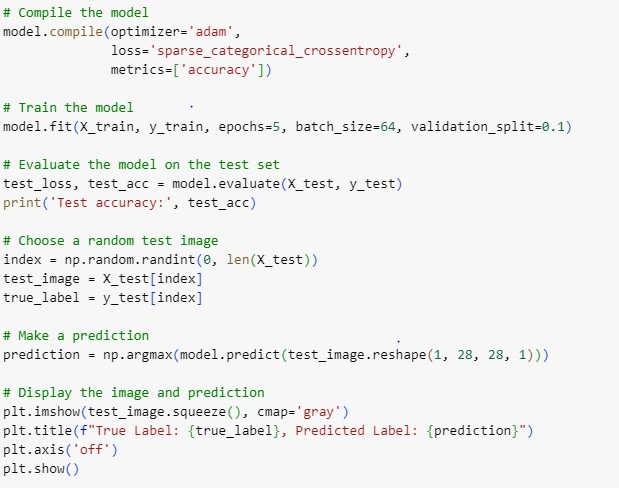 # Compile the model
model.compile(optimizer='adam',
              loss='sparse_categorical_crossentropy',
              metrics=['accuracy'])
# Train the model
model.fit(X_train, y_train, epochs=5, batch_size=64, validation_split=0.1)
# Evaluate the model on the test set
test_loss, test_acc = model.evaluate(X_test, y_test)
print('Test accuracy:', test_acc)
# Choose a random test image
index = np.random.randint(0, len(X_test))
test_image = X_test[index]
true_label = y_test[index]
# Make a prediction
prediction = np.argmax(model.predict(test_image.reshape(1, 28, 28, 1)))
# Display the image and prediction
plt.imshow(test_image.squeeze(), cmap='gray')
plt.title(f"True Label: {true_label}, Predicted Label: {prediction}")
plt.axis('off')
plt.show()